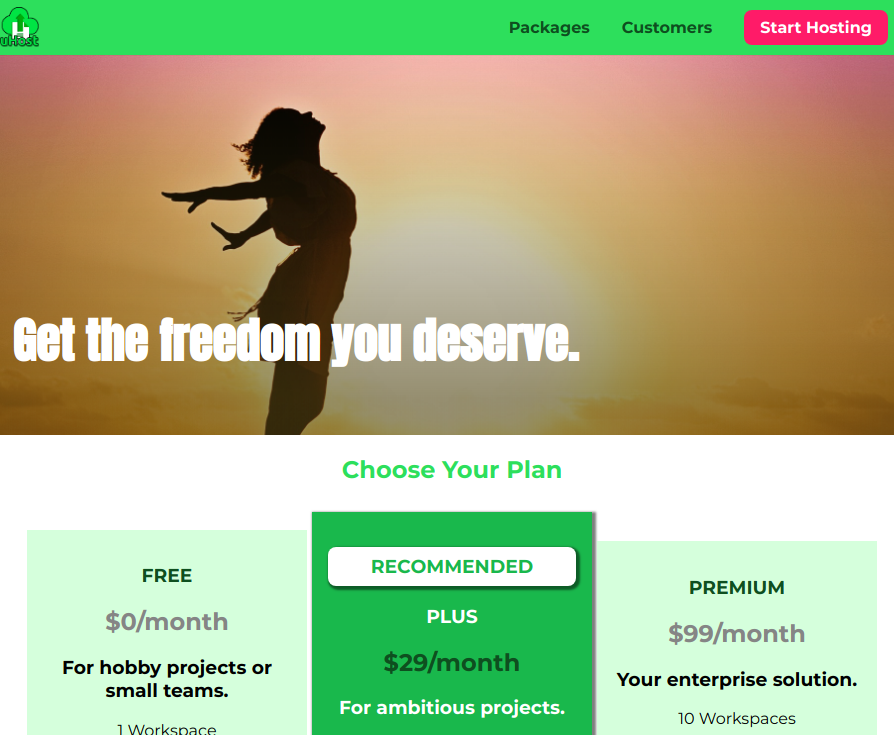 uHost
Packages
Customers
Start Hosting
Get the freedom you deserve.
Choose Your Plan
FREE
$0/month
For hobby projects or
small teams.
1 Workspace
RECOMMENDED
PLUS
$29/month
For ambitious projects.
PREMIUM
$99/month
Your enterprise solution.
10 Workspaces